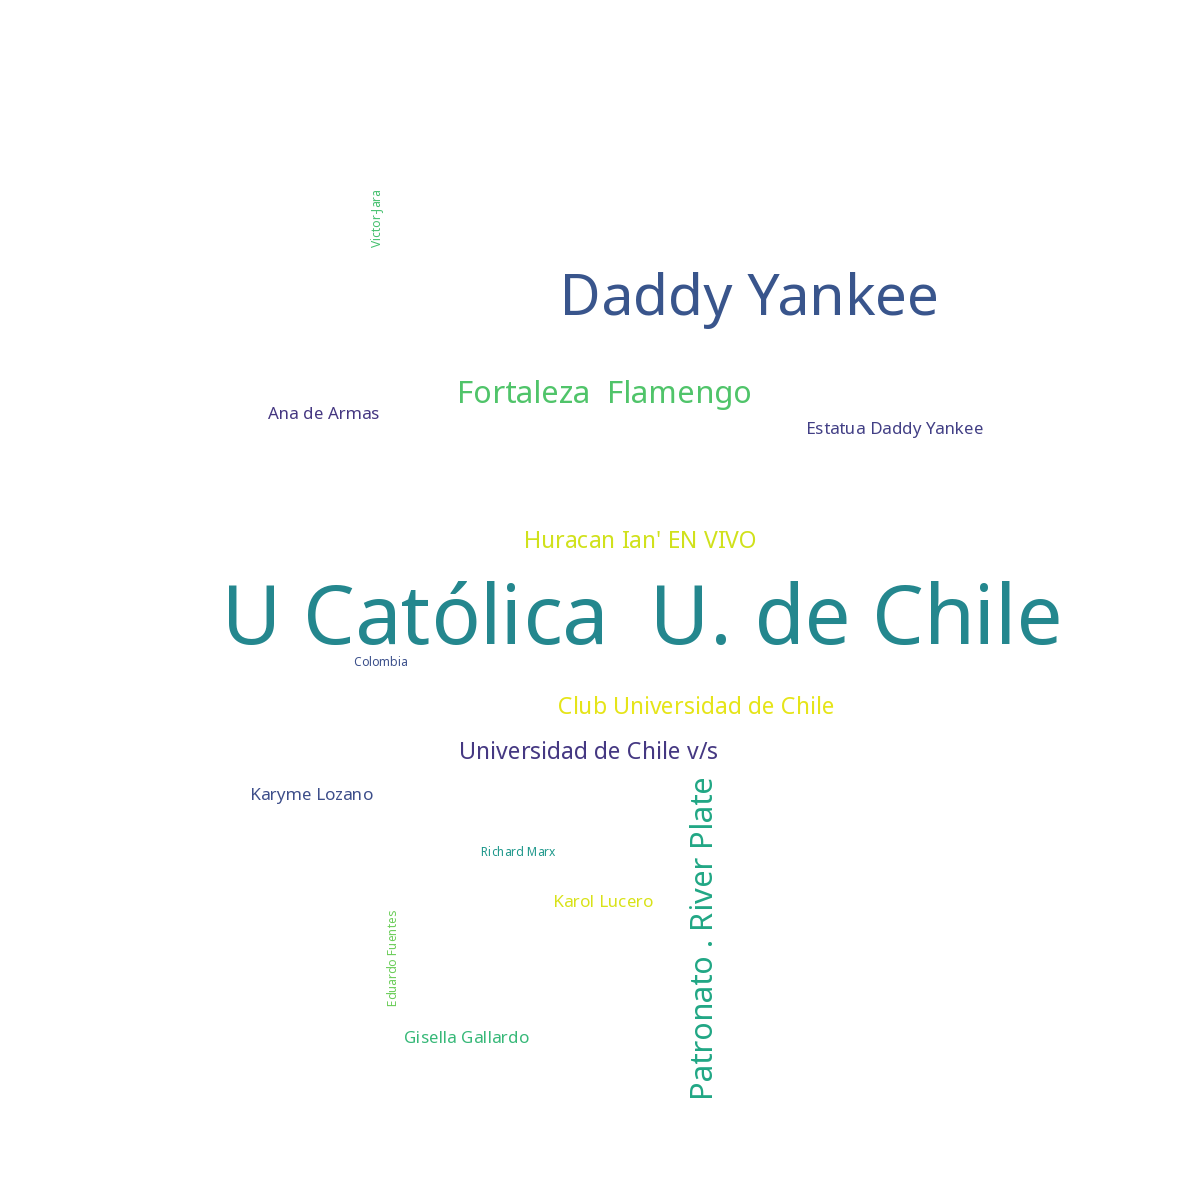 Victor Jara
Daddy Yankee
Fortaleza  Flamengo
Ana de Armas
Estatua Daddy Yankee
Huracan Ian' EN VIVO
U Católica  U. de Chile
Colombia
Club Universidad de Chile
Universidad de Chile v/s
Karyme Lozano
Patronato . River Plate
Richard Marx
Karol Lucero
Eduardo Fuentes
Gisella Gallardo